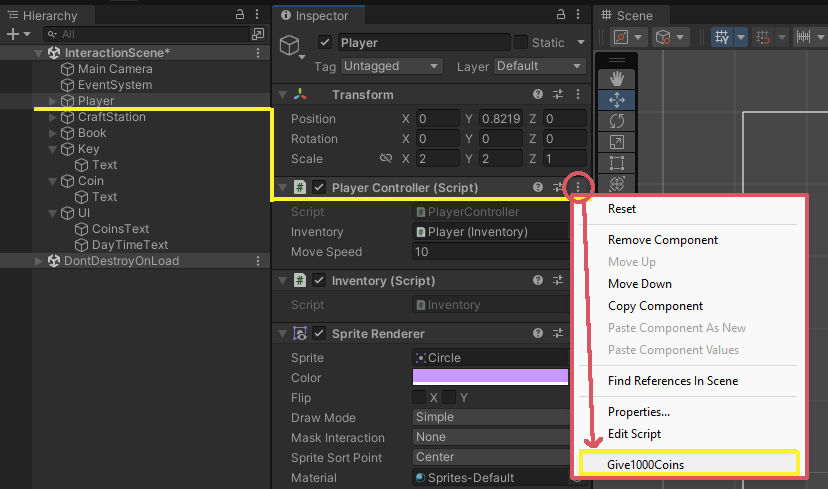 Hierarchy
All
InteractionScene*
Main Camera
EventSystem
Player
CraftStation
Book
Key
Text
Coin
Text
UI
CoinsText
DayTimeText
DontDestroyOnLoad
Inspector
Player
Static
Tag Untagged Layer Default
Transform
Position X 0 Y 0.8219 Z 0
Rotation X 0 Y 0 Z 0
Scale X 2 Y 2 Z 1
Player Controller (Script)
Script PlayerController
Inventory Player (Inventory)
Move Speed 10
Inventory (Script)
Script Inventory
Sprite Renderer
Sprite Circle
Color
Flip X Y
Draw Mode Simple
Mask Interaction None
Sprite Sort Point Center
Material Sprites-Default
Scene
Reset
Remove Component
Move Up
Move Down
Copy Component
Paste Component As New
Paste Component Values
Find References In Scene
Properties...
Edit Script
Give1000Coins